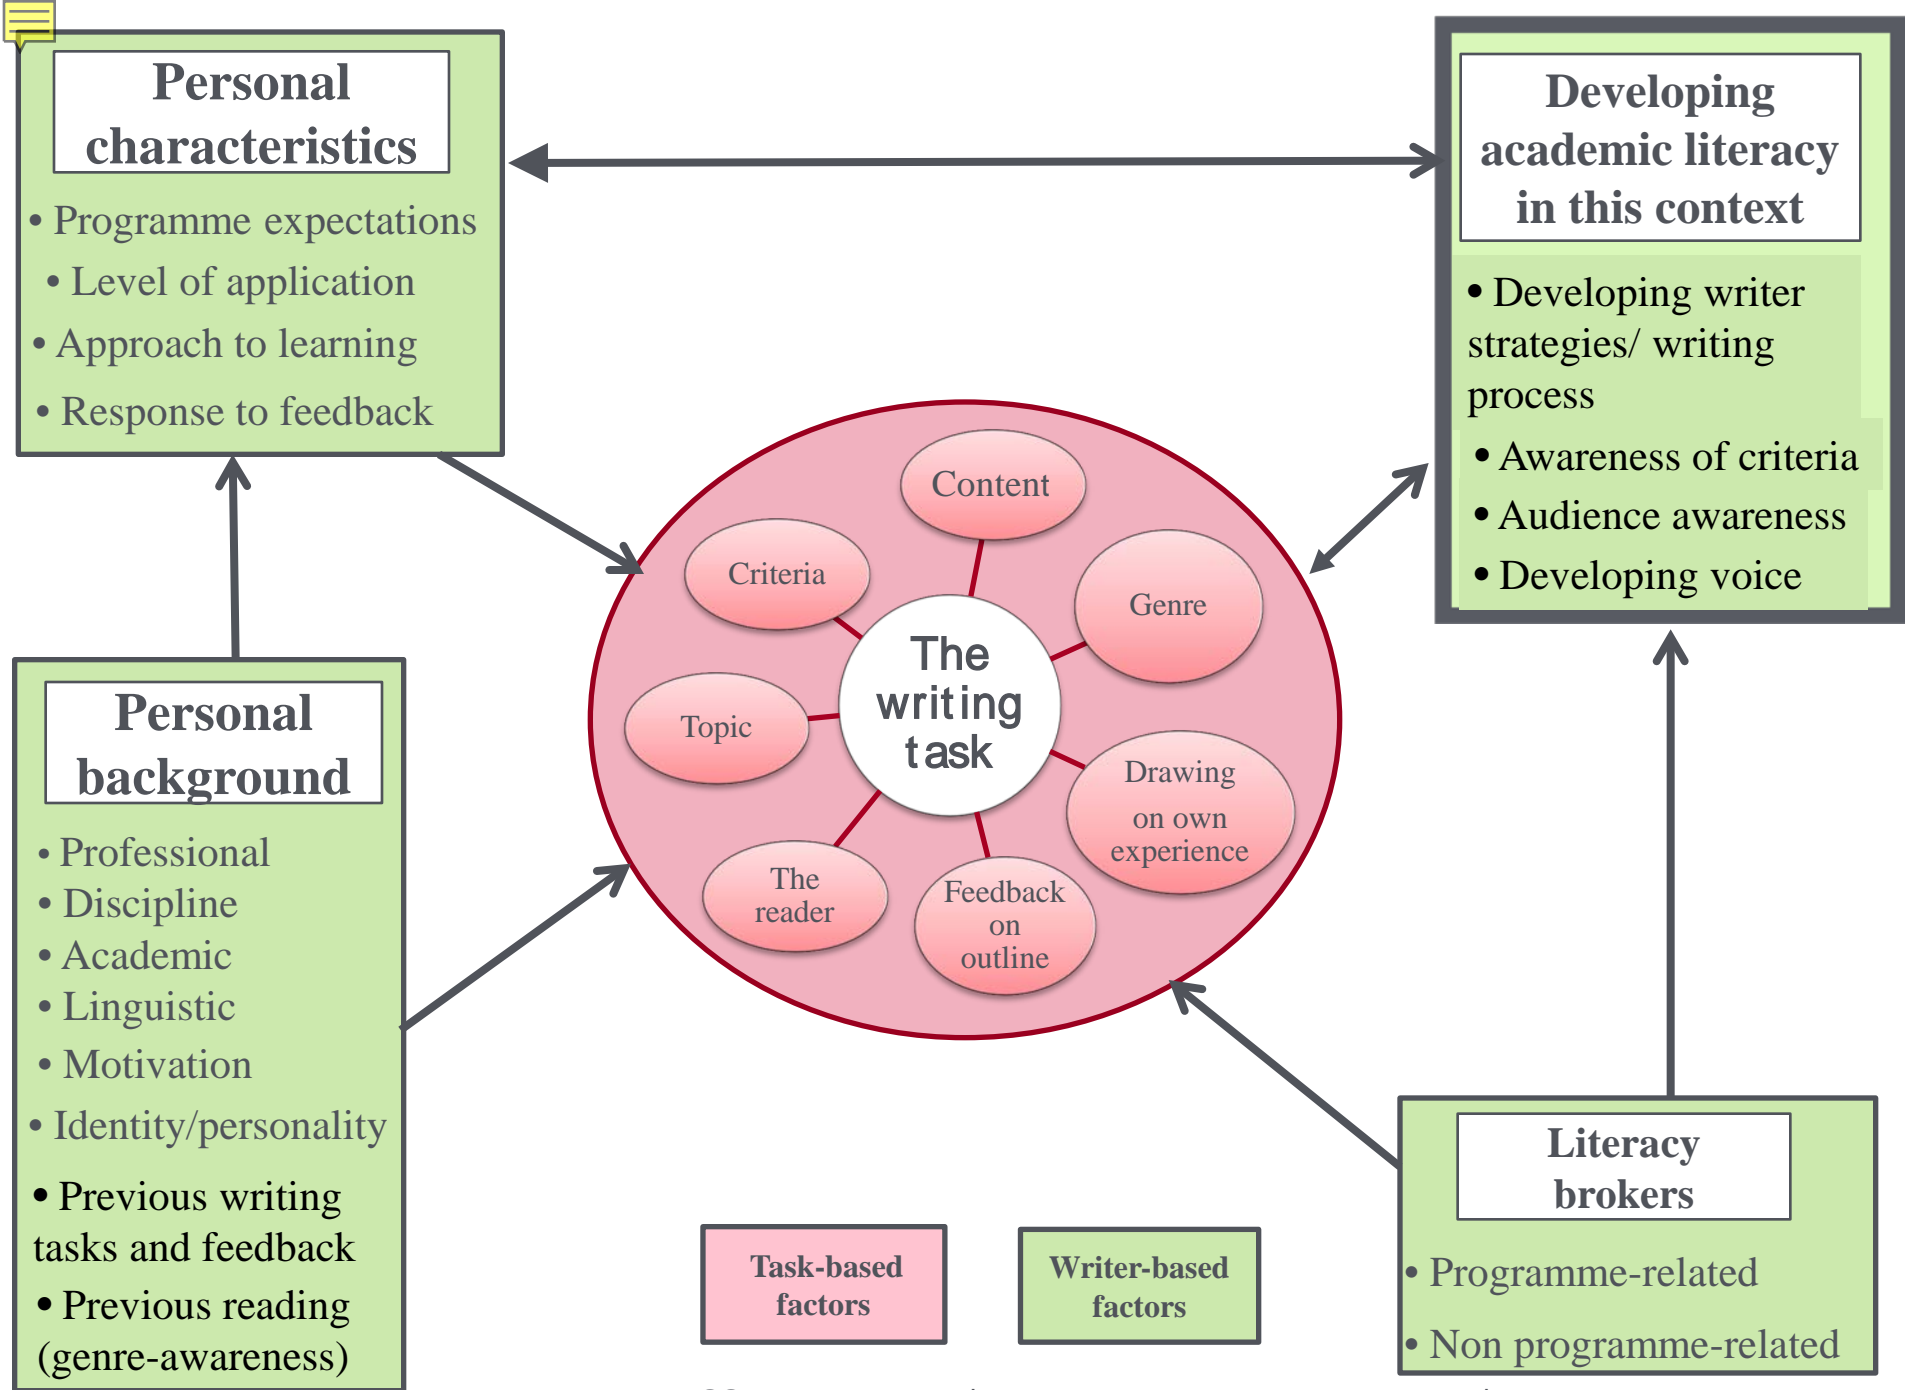 Personal
characteristics
• Programme expectations
• Level of application
• Approach to learning
• Response to feedback
Developing
academic literacy
in this context
• Developing writer
strategies/ writing
process
• Awareness of criteria
• Audience awareness
• Developing voice
Content
Criteria
Genre
The
writing
task
Topic
Drawing
on own
experience
The
reader
Feedback
on
outline
Personal
background
• Professional
• Discipline
• Academic
• Linguistic
• Motivation
• Identity/personality
• Previous writing
tasks and feedback
• Previous reading
(genre-awareness)
Task-based
factors
Writer-based
factors
Literacy
brokers
• Programme-related
• Non programme-related